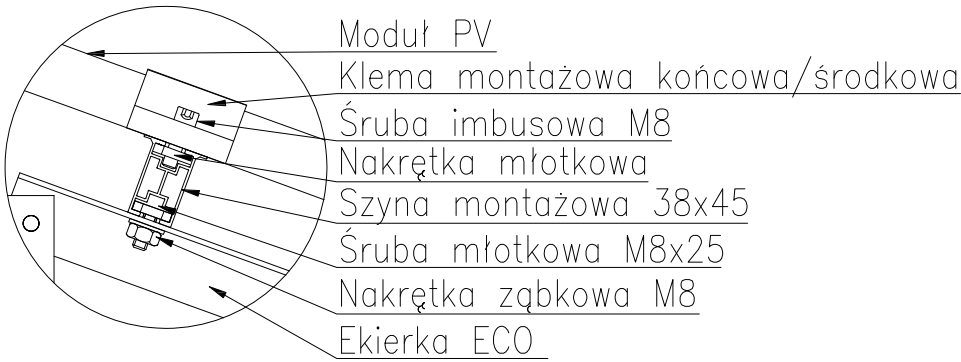 Moduł PV
Klema montażowa końcowa/środkowa
Śruba imbusowa M8
Nakrętka młotkowa
Szyna montażowa 38x45
Śruba młotkowa M8x25
Nakrętka ząbkowa M8
Ekierka ECO